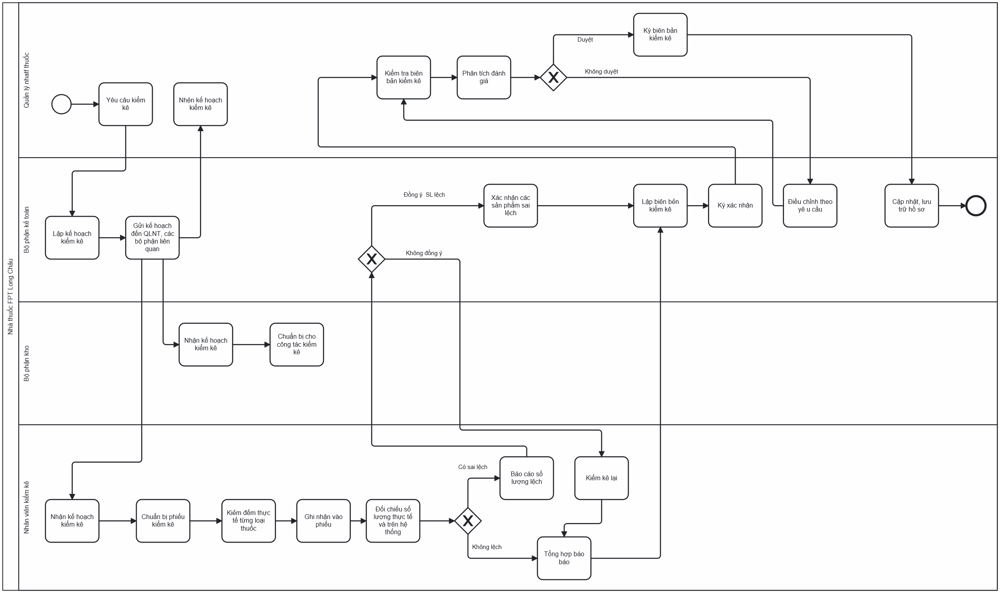 Nhà thuốc FPT Long Châu
Quản lý nhatf thuốc
Yêu câu kiểm
kê
Nhện kế hoạch
kiểm kê
Kiểm tra biên
bản kiểm kê
Phân tích đánh
giá
Duyệt
Không duyệt
Ký biên bản
kiểm kê
Bộ phận kế toán
Lập kế hoạch
kiểm kê
Gửi kế hoạch
đến QLNT, các
bộ phận liên
quan
Đồng ý  SL lệch
Không đồng ý
Xác nhận các
sản phẩm sai
lệch
Lập biên bẻn
kiểm kê
Ký xác nhận
Điều chỉnh theo
yê u cầu
Cập nhật, lưu
trữ hồ sơ
Bộ phận kho
Nhận kế hoạch
kiểm kê
Chuẩn bị cho
công tác kiểm
kê
Nhân viên kiểm kê
Nhận kế hoạch
kiểm kê
Chuẩn bị phiếu
kiểm kê
Kiểm đếm thực
tế từng loại
thuốc
Ghi nhận vào
phiếu
Đối chiếu số
lượng thực tế
và trên hệ
thống
Có sai lệch
Không lệch
Báo cáo số
lượng lệch
Kiểm kê lại
Tổng hợp báo
báo